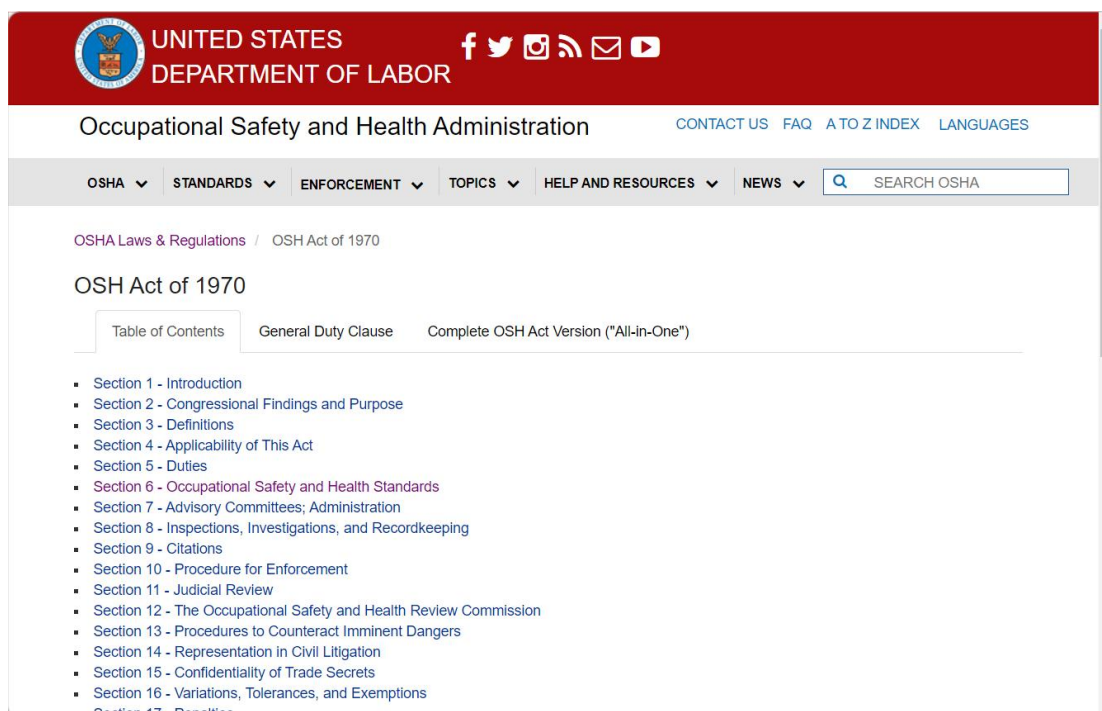 UNITED STATES
DEPARTMENT OF LABOR
Occupational Safety and Health Administration
CONTACT US FAQ A TO Z INDEX LANGUAGES
OSHA STANDARDS ENFORCEMENT TOPICS HELP AND RESOURCES NEWS SEARCH OSHA
OSHA Laws & Regulations / OSH Act of 1970
OSH Act of 1970
Table of Contents General Duty Clause Complete OSH Act Version ("All-in-One")
Section 1 - Introduction
Section 2 - Congressional Findings and Purpose
Section 3 - Definitions
Section 4 - Applicability of This Act
Section 5 - Duties
Section 6 - Occupational Safety and Health Standards
Section 7 - Advisory Committees; Administration
Section 8 - Inspections, Investigations, and Recordkeeping
Section 9 - Citations
Section 10 - Procedure for Enforcement
Section 11 - Judicial Review
Section 12 - The Occupational Safety and Health Review Commission
Section 13 - Procedures to Counteract Imminent Dangers
Section 14 - Representation in Civil Litigation
Section 15 - Confidentiality of Trade Secrets
Section 16 - Variations, Tolerances, and Exemptions